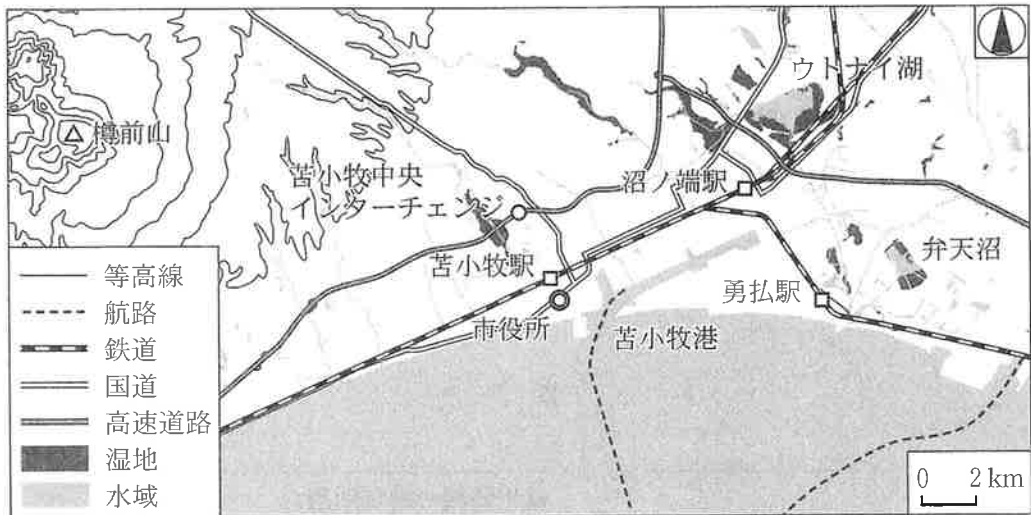 ウトナイ湖
樽前山
苫小牧中央
インターチェンジ
沼ノ端駅
弁天沼
苫小牧駅
勇払駅
市役所
苫小牧港
等高線
航路
鉄道
国道
高速道路
湿地
水域
0 2km